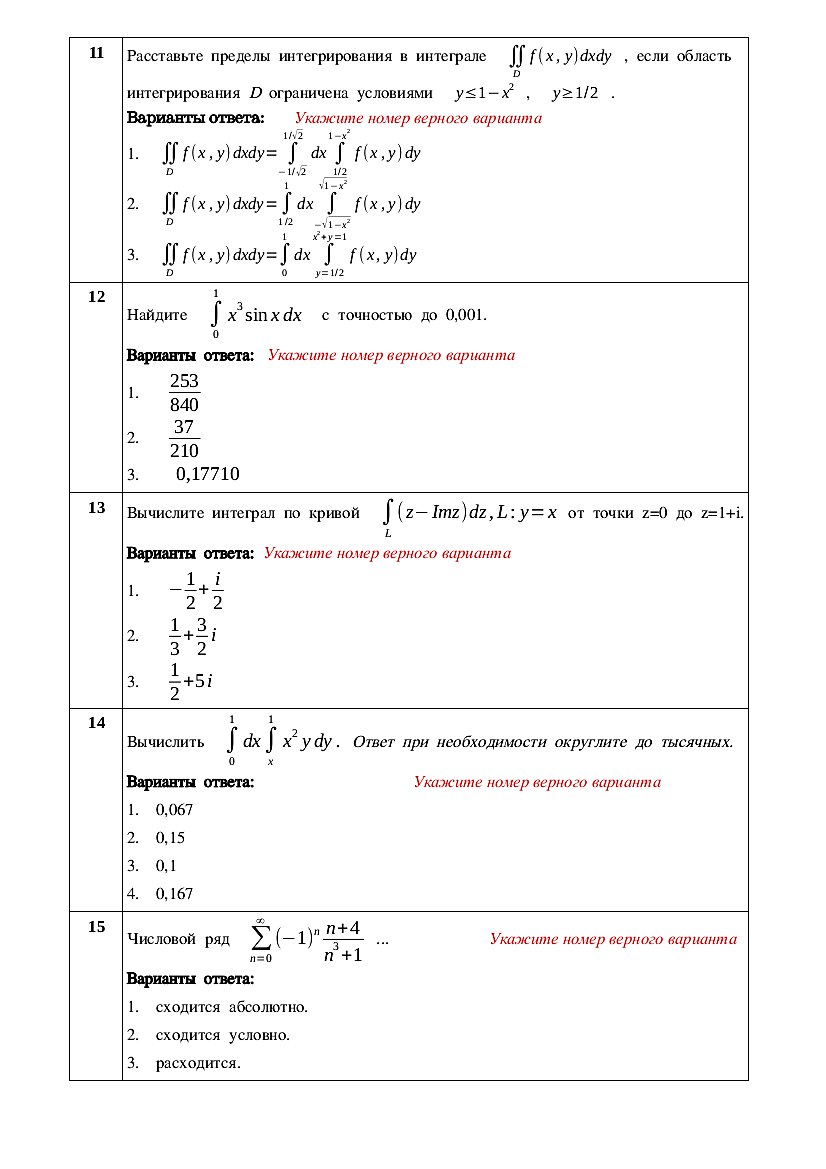 11 Расставьте пределы интегрирования в интеграле ∬_D f(x, y)dxdy , если область
интегрирования D ограничена условиями y≤1−x² , y≥1/2 .
Варианты ответа: Укажите номер верного варианта
1. ∬_D f(x, y)dxdy=∫_{−1/√2}^{1/√2} dx ∫_{1/2}^{1−x²} f(x, y)dy
2. ∬_D f(x, y)dxdy=∫_{1/2}^{1} dx ∫_{−√(1−x²)}^{√(1−x²)} f(x, y)dy
3. ∬_D f(x, y)dxdy=∫_{0}^{1} dx ∫_{y=1/2}^{x²+y=1} f(x, y)dy
12 Найдите ∫_{0}^{1} x³ sin x dx с точностью до 0,001.
Варианты ответа: Укажите номер верного варианта
1. 253/840
2. 37/210
3. 0,17710
13 Вычислите интеграл по кривой ∫_L (z−Imz)dz, L: y=x от точки z=0 до z=1+i.
Варианты ответа: Укажите номер верного варианта
1. −1/2+i/2
2. 1/3+3/2 i
3. 1/2+5i
14 Вычислить ∫_{0}^{1} dx ∫_{x}^{1} x² y dy. Ответ при необходимости округлите до тысячных.
Варианты ответа: Укажите номер верного варианта
1. 0,067
2. 0,15
3. 0,1
4. 0,167
15 Числовой ряд ∑_{n=0}^{∞} (−1)ⁿ (n+4)/(n³+1) ... Укажите номер верного варианта
Варианты ответа:
1. сходится абсолютно.
2. сходится условно.
3. расходится.